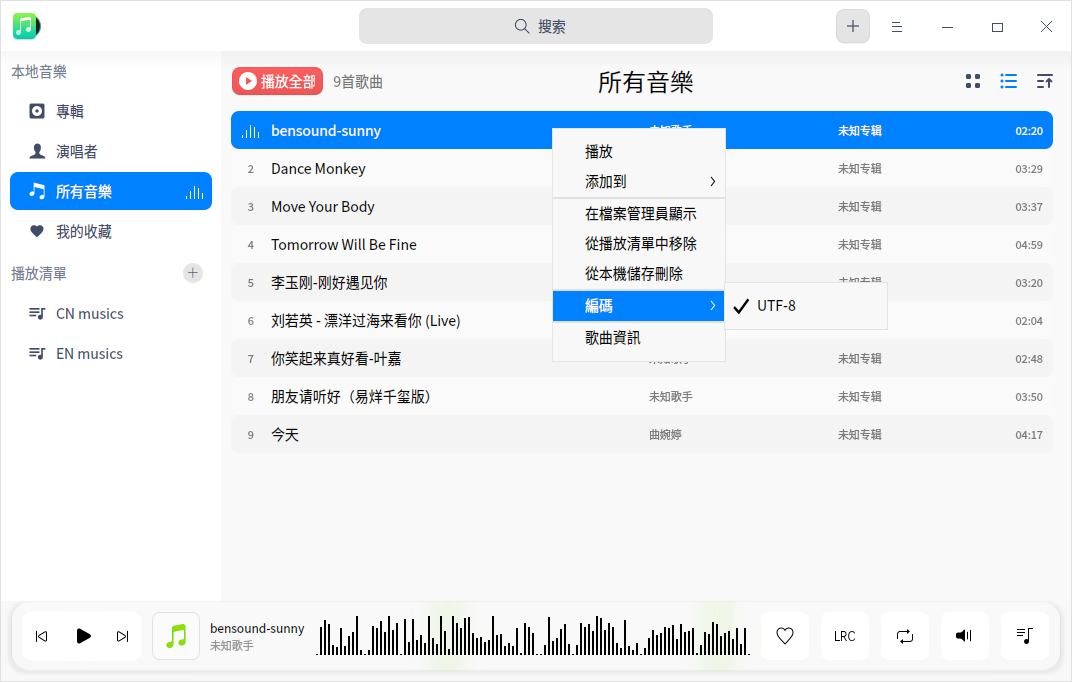 搜索
本地音樂
專輯
演唱者
所有音樂
我的收藏
播放清單
CN musics
EN musics
播放全部 9首歌曲 所有音樂
bensound-sunny 未知歌手 未知专辑 02:20
2 Dance Monkey 未知专辑 03:29
3 Move Your Body 未知专辑 03:37
4 Tomorrow Will Be Fine 未知专辑 04:59
5 李玉刚-刚好遇见你 未知专辑 03:20
6 刘若英 - 漂洋过海来看你 (Live) 02:04
7 你笑起来真好看-叶嘉 未知歌手 未知专辑 02:48
8 朋友请听好（易烊千玺版） 未知歌手 未知专辑 03:50
9 今天 曲婉婷 未知专辑 04:17
播放
添加到
在檔案管理員顯示
從播放清單中移除
從本機儲存刪除
編碼
UTF-8
歌曲資訊
bensound-sunny
未知歌手
LRC